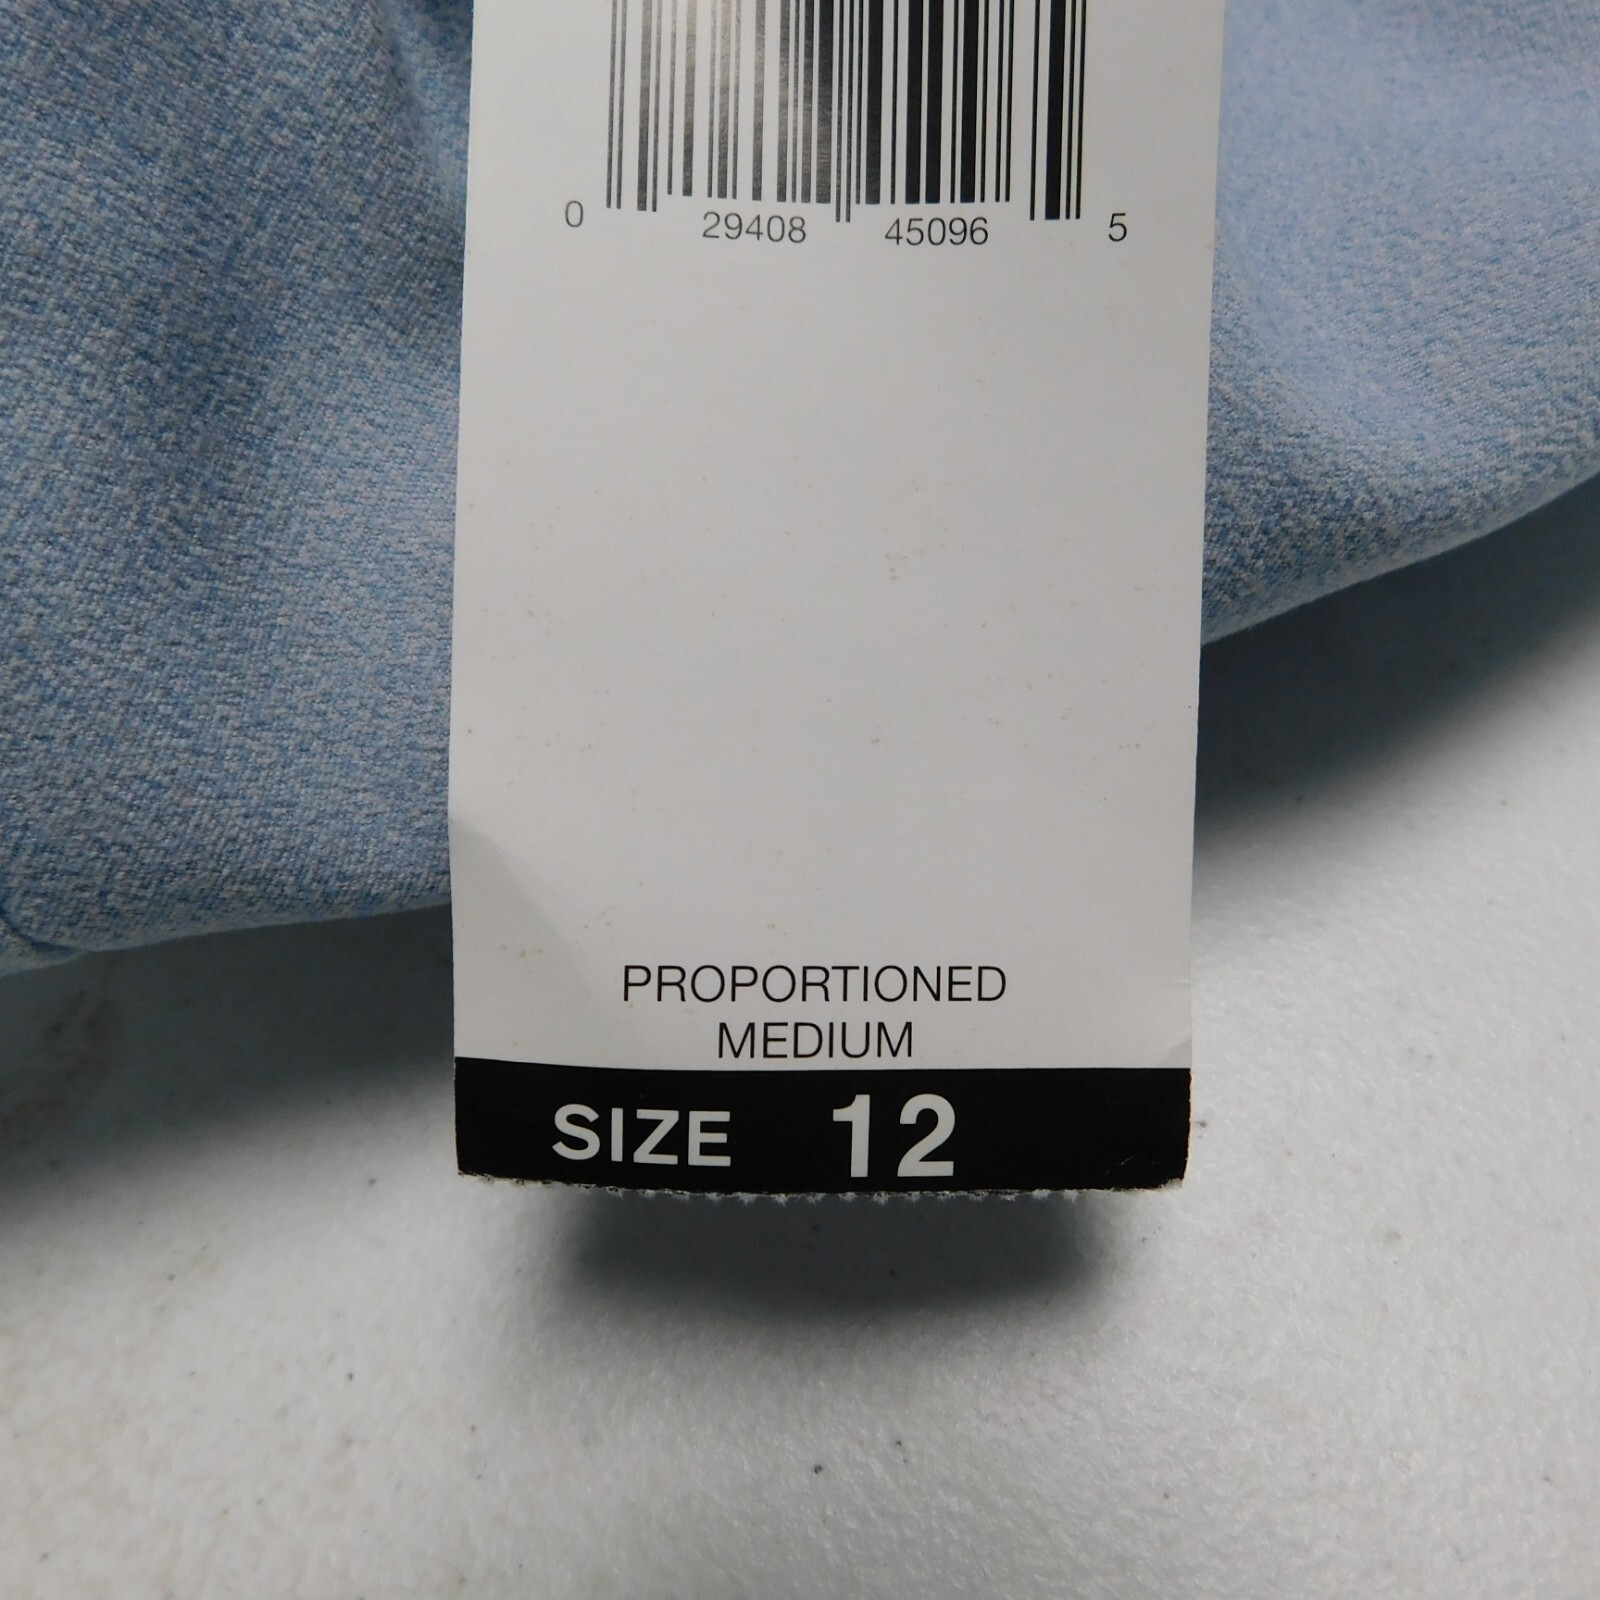 0 29408 45096 5
PROPORTIONED
MEDIUM
SIZE 12